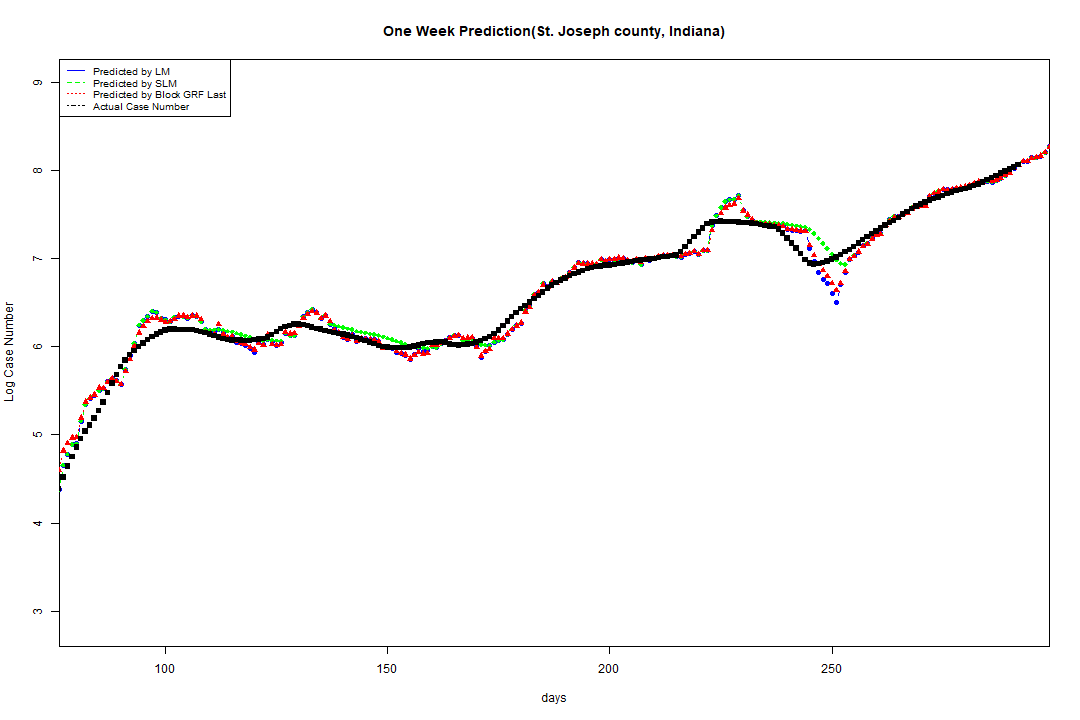 One Week Prediction(St. Joseph county, Indiana)
Predicted by LM
Predicted by SLM
Predicted by Block GRF Last
Actual Case Number
9
8
7
6
5
4
3
Log Case Number
100 150 200 250
days